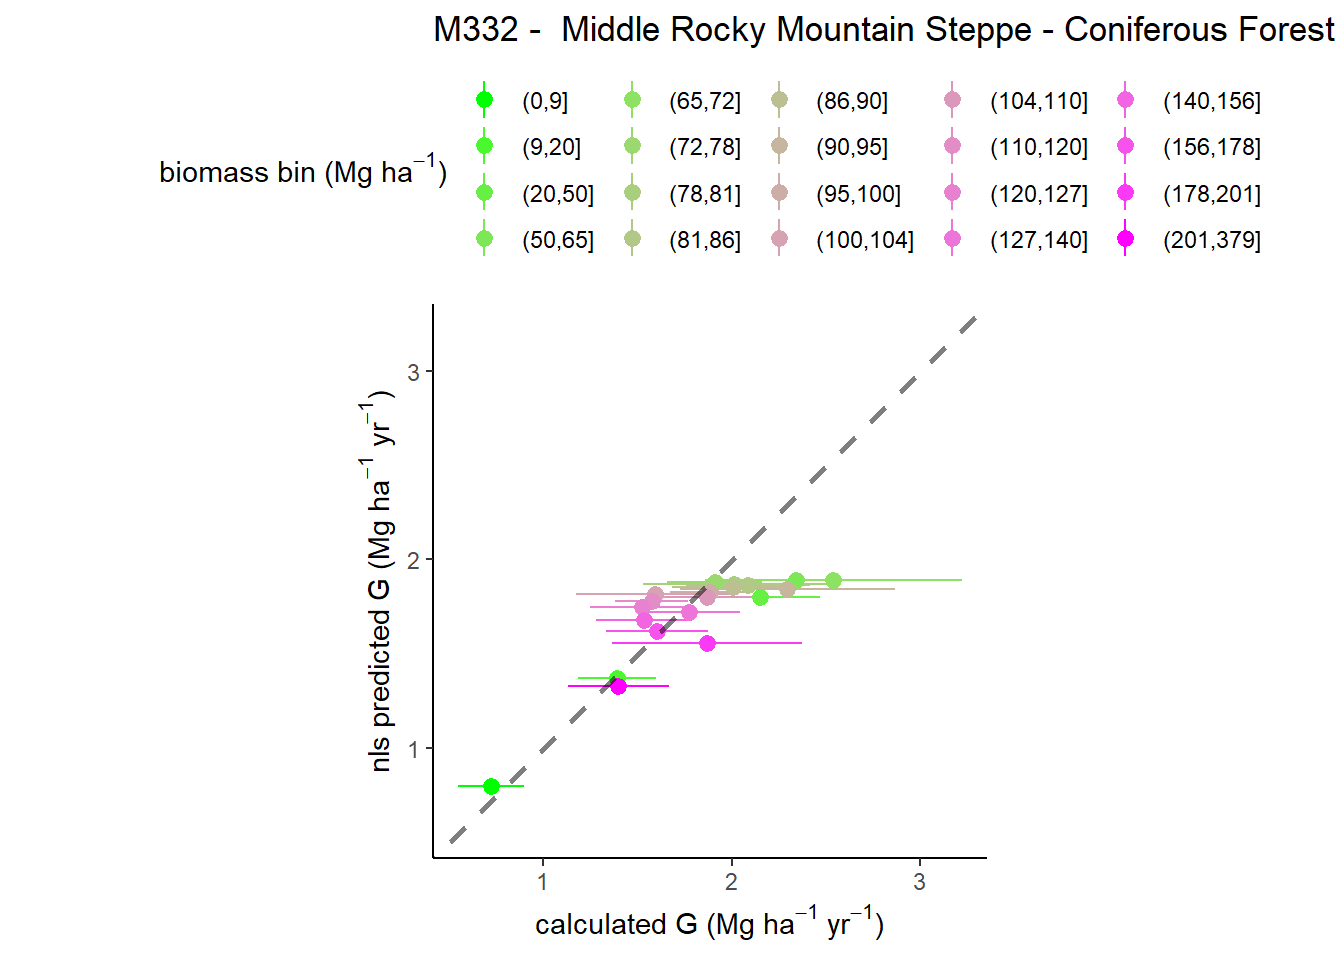 M332 -  Middle Rocky Mountain Steppe - Coniferous Forest
biomass bin (Mg ha⁻¹)
(0,9] (65,72] (86,90] (104,110] (140,156]
(9,20] (72,78] (90,95] (110,120] (156,178]
(20,50] (78,81] (95,100] (120,127] (178,201]
(50,65] (81,86] (100,104] (127,140] (201,379]
nls predicted G (Mg ha⁻¹ yr⁻¹)
3
2
1
1 2 3
calculated G (Mg ha⁻¹ yr⁻¹)